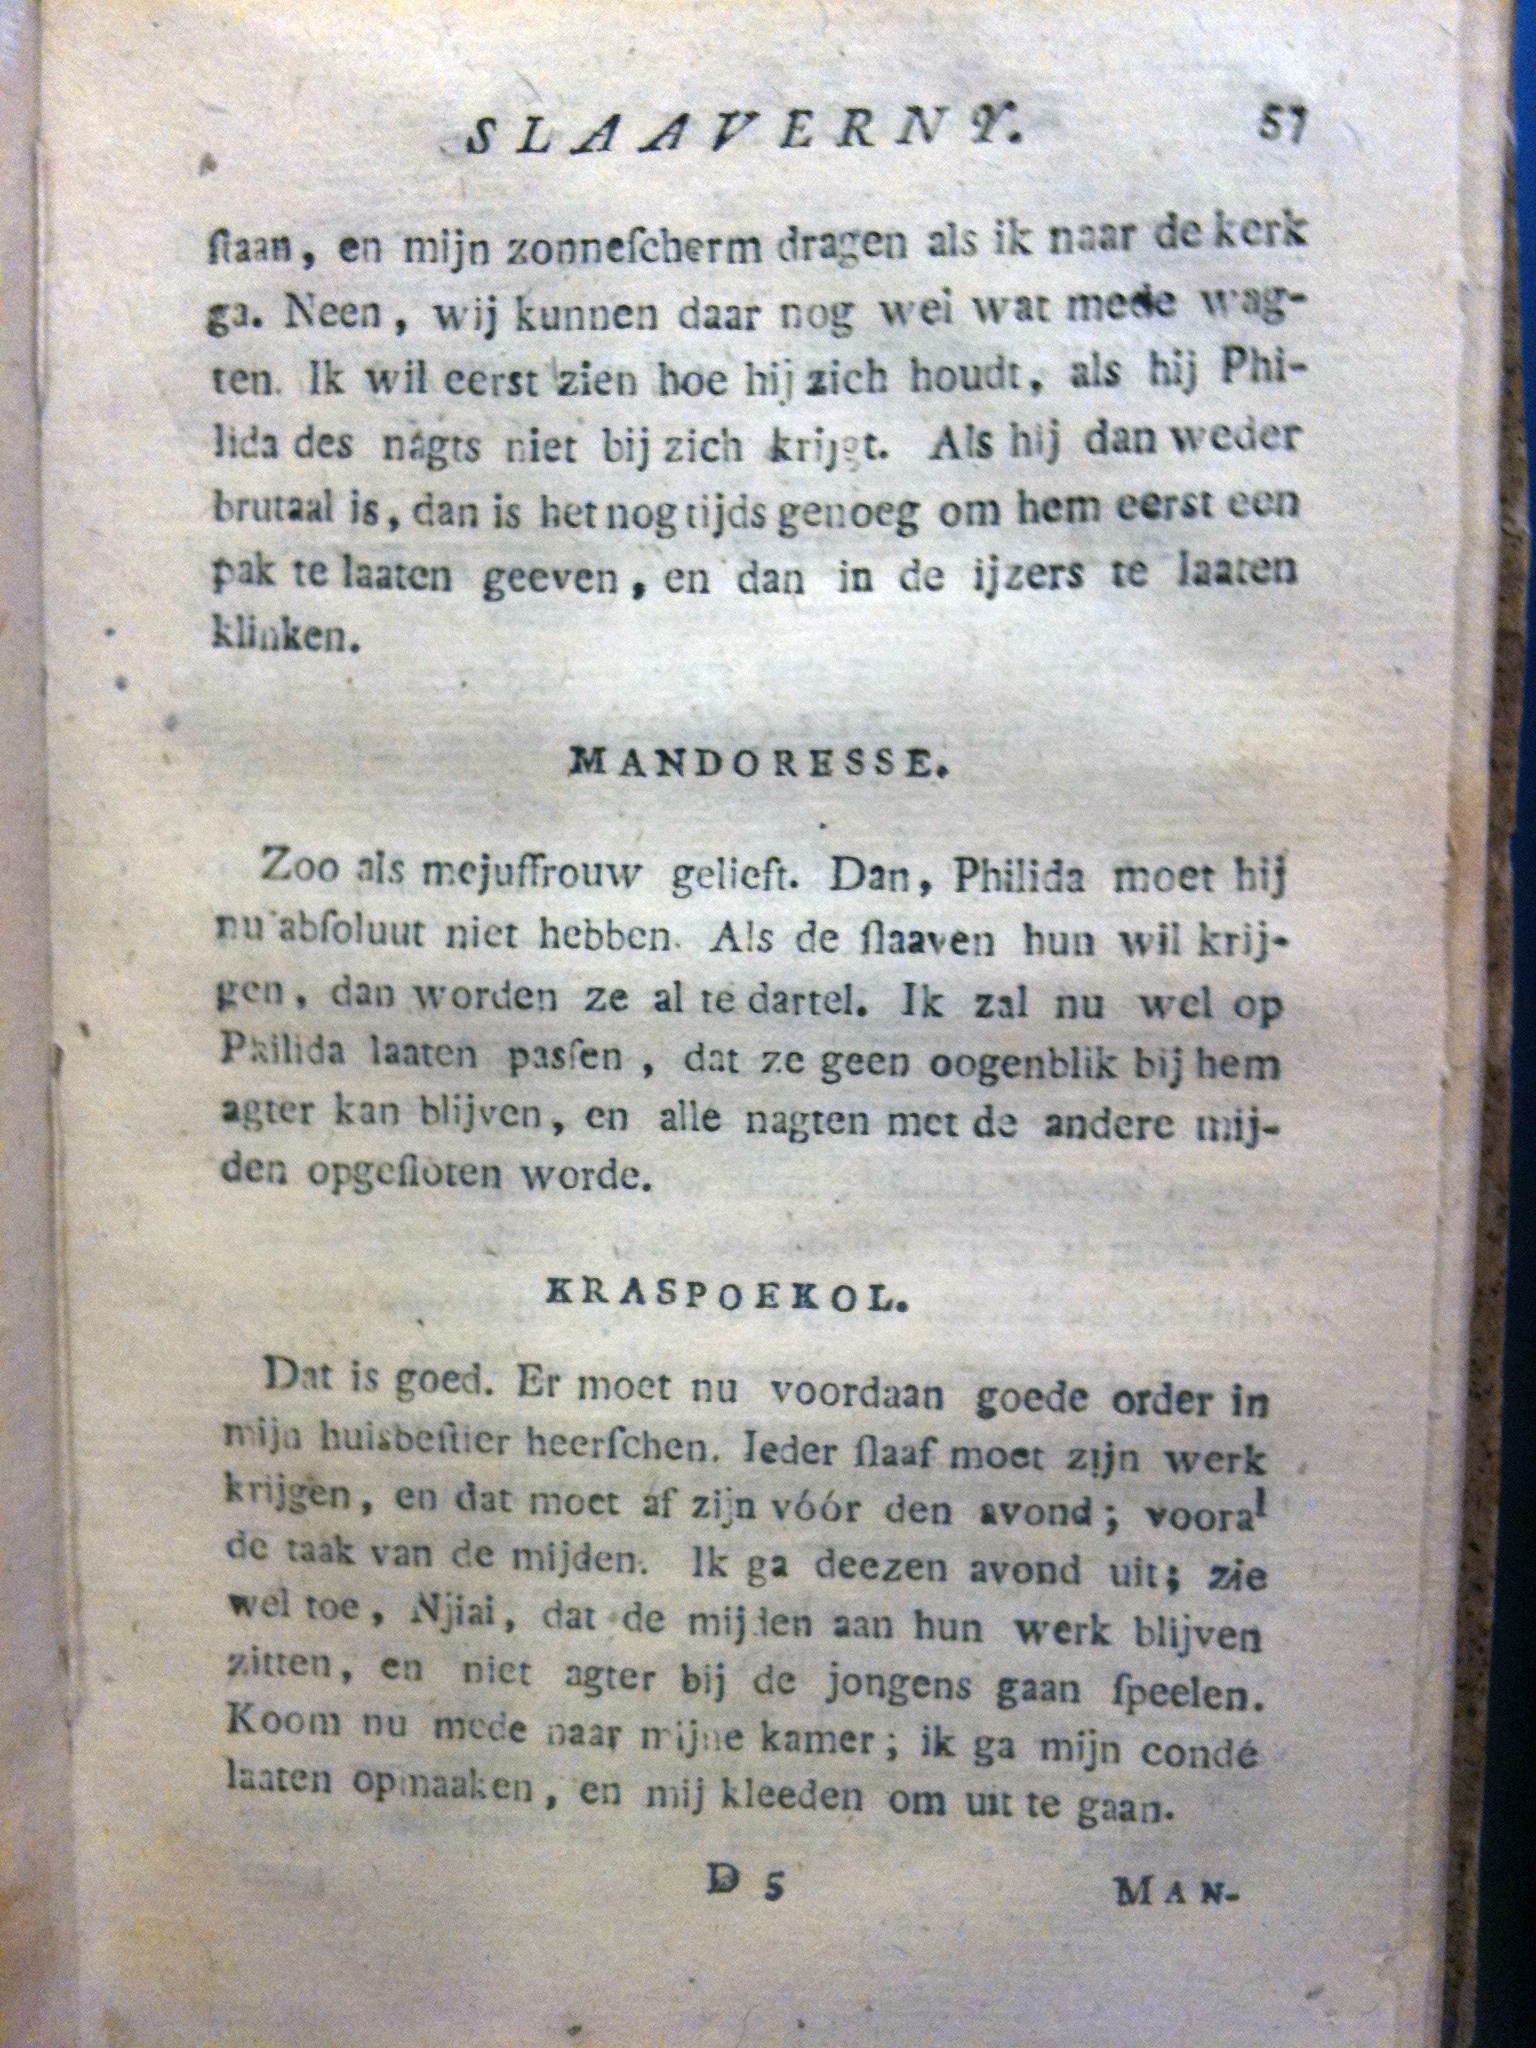 SLAAVERNY. 57
ſlaan, en mijn zonneſcherm dragen als ik naar de kerk
ga. Neen, wij kunnen daar nog wel wat mede wag-
ten. Ik wil eerst zien hoe hij zich houdt, als hij Phi-
lida des nagts niet bij zich krijgt. Als hij dan weder
brutaal is, dan is het nog tijds genoeg om hem eerst een
pak te laaten geeven, en dan in de ijzers te laaten
klinken.
MANDORESSE.
Zoo als mejuffrouw gelieft. Dan, Philida moet hij
nu abſoluut niet hebben. Als de ſlaaven hun wil krij-
gen, dan worden ze al te dartel. Ik zal nu wel op
Philida laaten pasſen, dat ze geen oogenblik bij hem
agter kan blijven, en alle nagten met de andere mij-
den opgeſloten worde.
KRASPOEKOL.
Dat is goed. Er moet nu voordaan goede order in
mijn huisbeſtier heerſchen. Ieder ſlaaf moet zijn werk
krijgen, en dat moet af zijn vóór den avond; vooral
de taak van de mijden. Ik ga deezen avond uit; zie
wel toe, Njiai, dat de mijden aan hun werk blijven
zitten, en niet agter bij de jongens gaan ſpeelen.
Koom nu mede naar mijne kamer; ik ga mijn condé
laaten opmaaken, en mij kleeden om uit te gaan.
D 5 MAN-